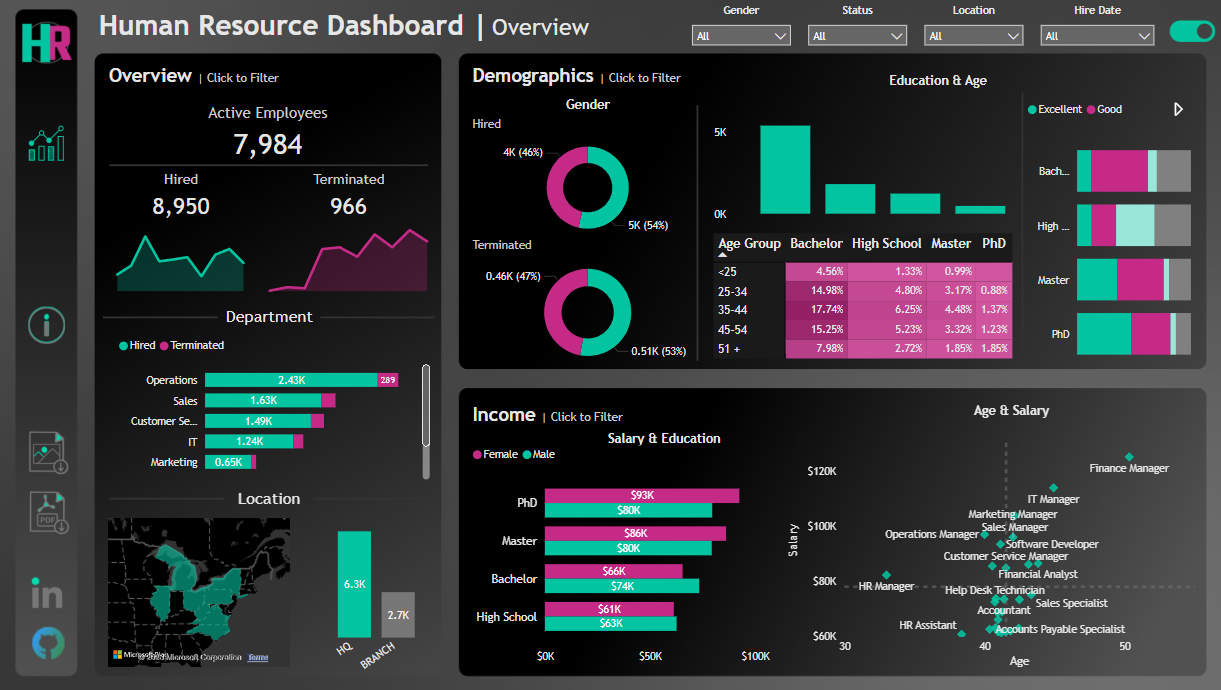 HR
Human Resource Dashboard | Overview
Gender
All
Status
All
Location
All
Hire Date
All
Overview | Click to Filter
Active Employees
7,984
Hired
8,950
Terminated
966
Department
Hired Terminated
Operations 2.43K 289
Sales 1.63K
Customer Se... 1.49K
IT 1.24K
Marketing 0.65K
Location
Microsoft Corporation Terms
6.3K
2.7K
HQ
BRANCH
Demographics | Click to Filter
Gender
Hired
4K (46%)
5K (54%)
Terminated
0.46K (47%)
0.51K (53%)
Education & Age
5K
0K
Age Group Bachelor High School Master PhD
<25 4.56% 1.33% 0.99%
25-34 14.98% 4.80% 3.17% 0.88%
35-44 17.74% 6.25% 4.48% 1.37%
45-54 15.25% 5.23% 3.32% 1.23%
51 + 7.98% 2.72% 1.85% 1.85%
Excellent Good
Bach...
High ...
Master
PhD
Income | Click to Filter
Salary & Education
Female Male
PhD $93K
$80K
Master $86K
$80K
Bachelor $66K
$74K
High School $61K
$63K
$0K $50K $100K
Age & Salary
Salary
$120K
$100K
$80K
$60K
Finance Manager
IT Manager
Marketing Manager
Sales Manager
Operations Manager
Software Developer
Customer Service Manager
Financial Analyst
HR Manager
Help Desk Technician
Sales Specialist
Accountant
HR Assistant
Accounts Payable Specialist
30 40 50
Age
PDF
in